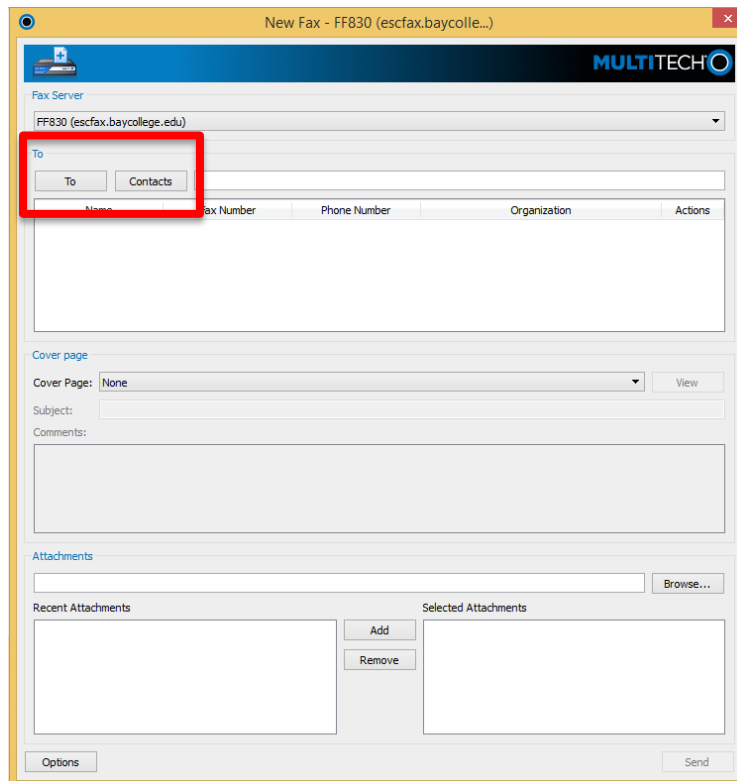 New Fax - FF830 (escfax.baycolle...)
MULTITECH
Fax Server
FF830 (escfax.baycollege.edu)
To
To Contacts
Name Fax Number Phone Number Organization Actions
Cover page
Cover Page: None View
Subject:
Comments:
Attachments
Browse...
Recent Attachments Selected Attachments
Add
Remove
Options Send